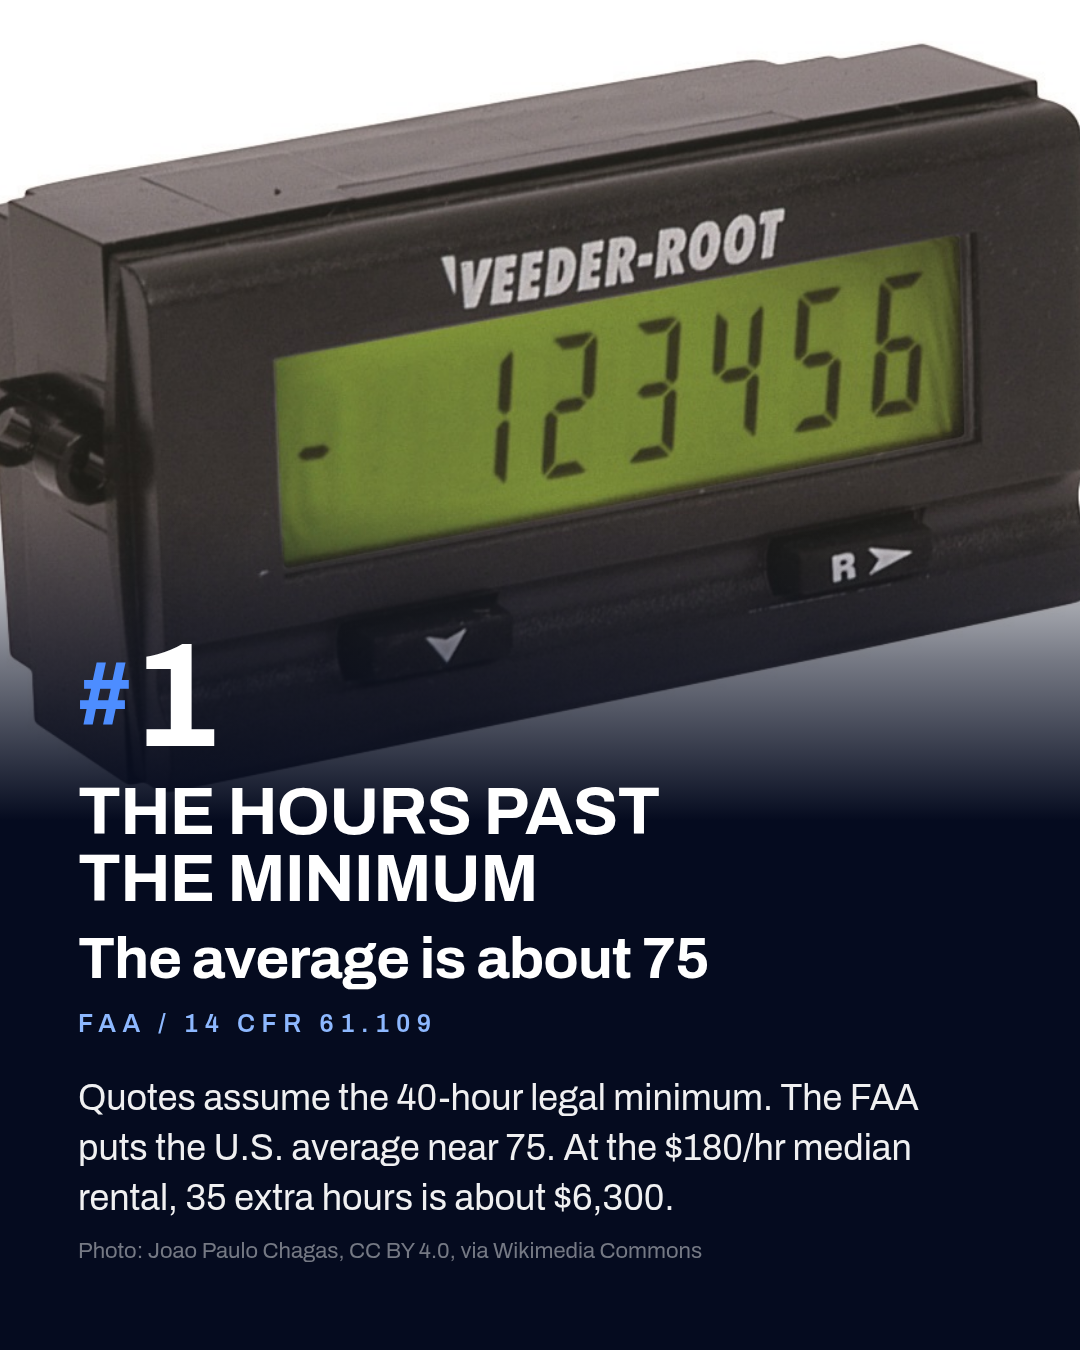 VEEDER-ROOT
- 123456
R
#1
THE HOURS PAST
THE MINIMUM
The average is about 75
FAA / 14 CFR 61.109
Quotes assume the 40-hour legal minimum. The FAA
puts the U.S. average near 75. At the $180/hr median
rental, 35 extra hours is about $6,300.
Photo: Joao Paulo Chagas, CC BY 4.0, via Wikimedia Commons